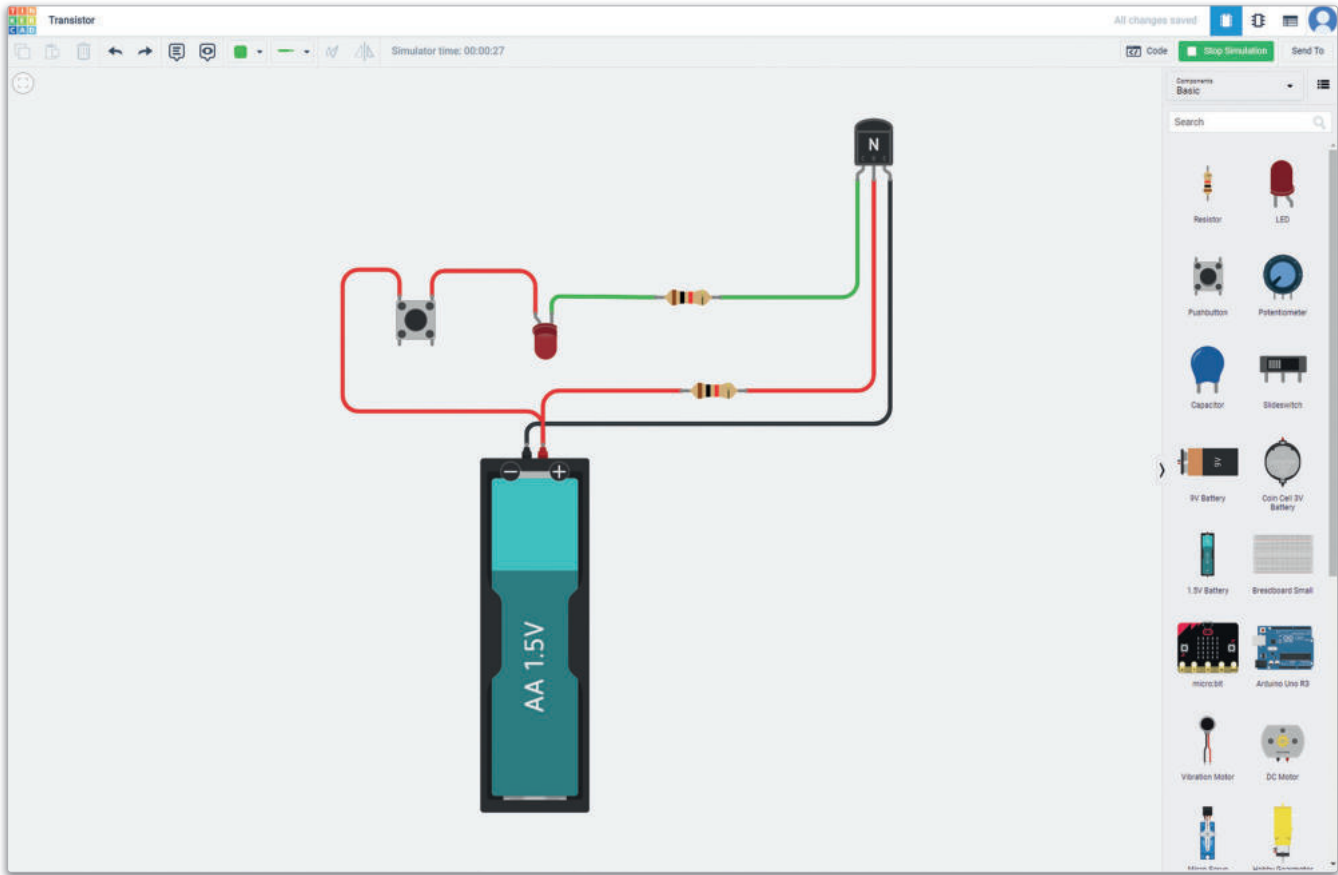 TIN
KER
CAD
Transistor
All changes saved
Simulator time: 00:00:27
Code
Stop Simulation
Send To
Components
Basic
Search
N
Resistor
LED
Pushbutton
Potentiometer
Capacitor
Slideswitch
9V
9V Battery
Coin Cell 3V
Battery
1.5V Battery
Breadboard Small
micro:bit
Arduino Uno R3
Vibration Motor
DC Motor
AA 1.5V